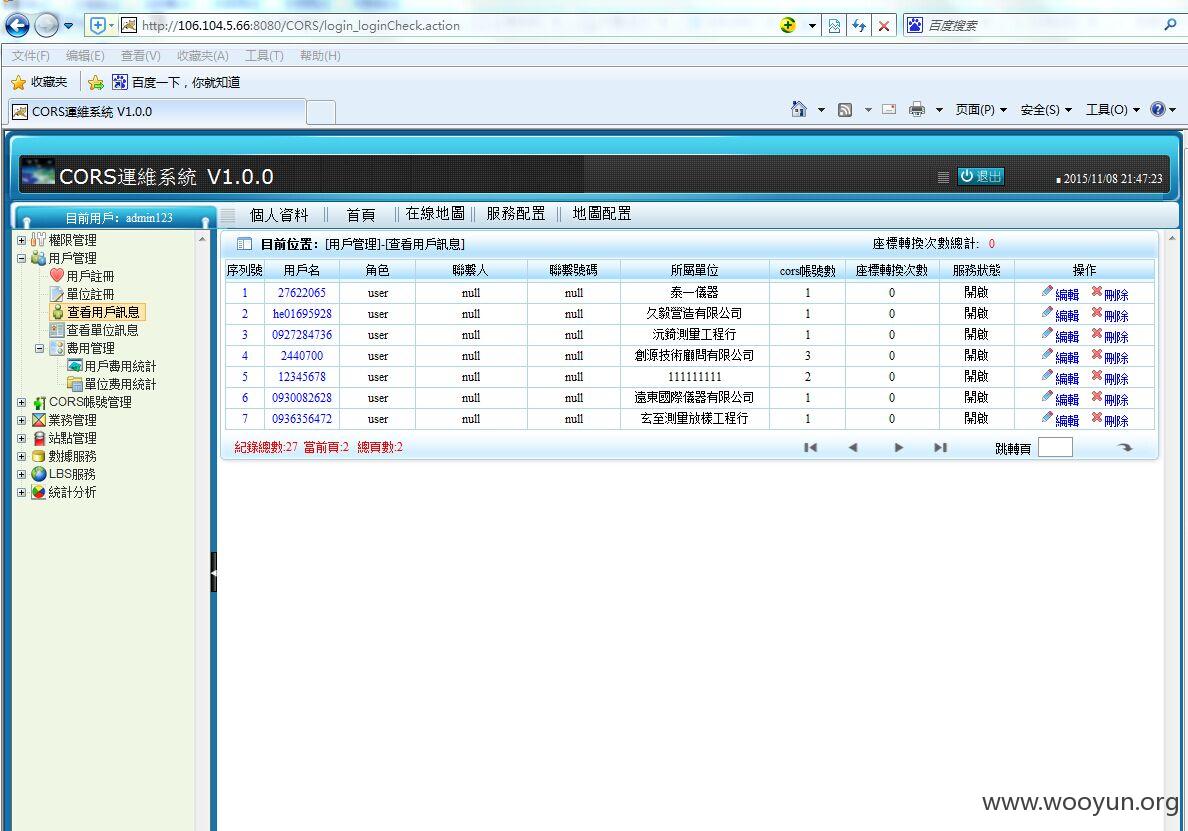 http://106.104.5.66:8080/CORS/login_loginCheck.action
百度搜索
文件(F) 编辑(E) 查看(V) 收藏夹(A) 工具(T) 帮助(H)
收藏夹 百度一下，你就知道
CORS運維系統 V1.0.0
页面(P) 安全(S) 工具(O)
CORS運維系統 V1.0.0
退出
2015/11/08 21:47:23
目前用戶: admin123
個人資料 首頁 在線地圖 服務配置 地圖配置
權限管理
用戶管理
用戶註冊
單位註冊
查看用戶訊息
查看單位訊息
費用管理
用戶費用統計
單位費用統計
CORS帳號管理
業務管理
站點管理
數據服務
LBS服務
統計分析
目前位置: [用戶管理]-[查看用戶訊息]
座標轉換次數總計: 0
序列號 用戶名 角色 聯繫人 聯繫號碼 所屬單位 cors帳號數 座標轉換次數 服務狀態 操作
1 27622065 user null null 泰一儀器 1 0 開啟 編輯 刪除
2 he01695928 user null null 久毅營造有限公司 1 0 開啟 編輯 刪除
3 0927284736 user null null 沅錡測量工程行 1 0 開啟 編輯 刪除
4 2440700 user null null 創源技術顧問有限公司 3 0 開啟 編輯 刪除
5 12345678 user null null 111111111 2 0 開啟 編輯 刪除
6 0930082628 user null null 遠東國際儀器有限公司 1 0 開啟 編輯 刪除
7 0936356472 user null null 玄至測量放樣工程行 1 0 開啟 編輯 刪除
紀錄總數:27 當前頁:2 總頁數:2
跳轉頁
www.wooyun.org